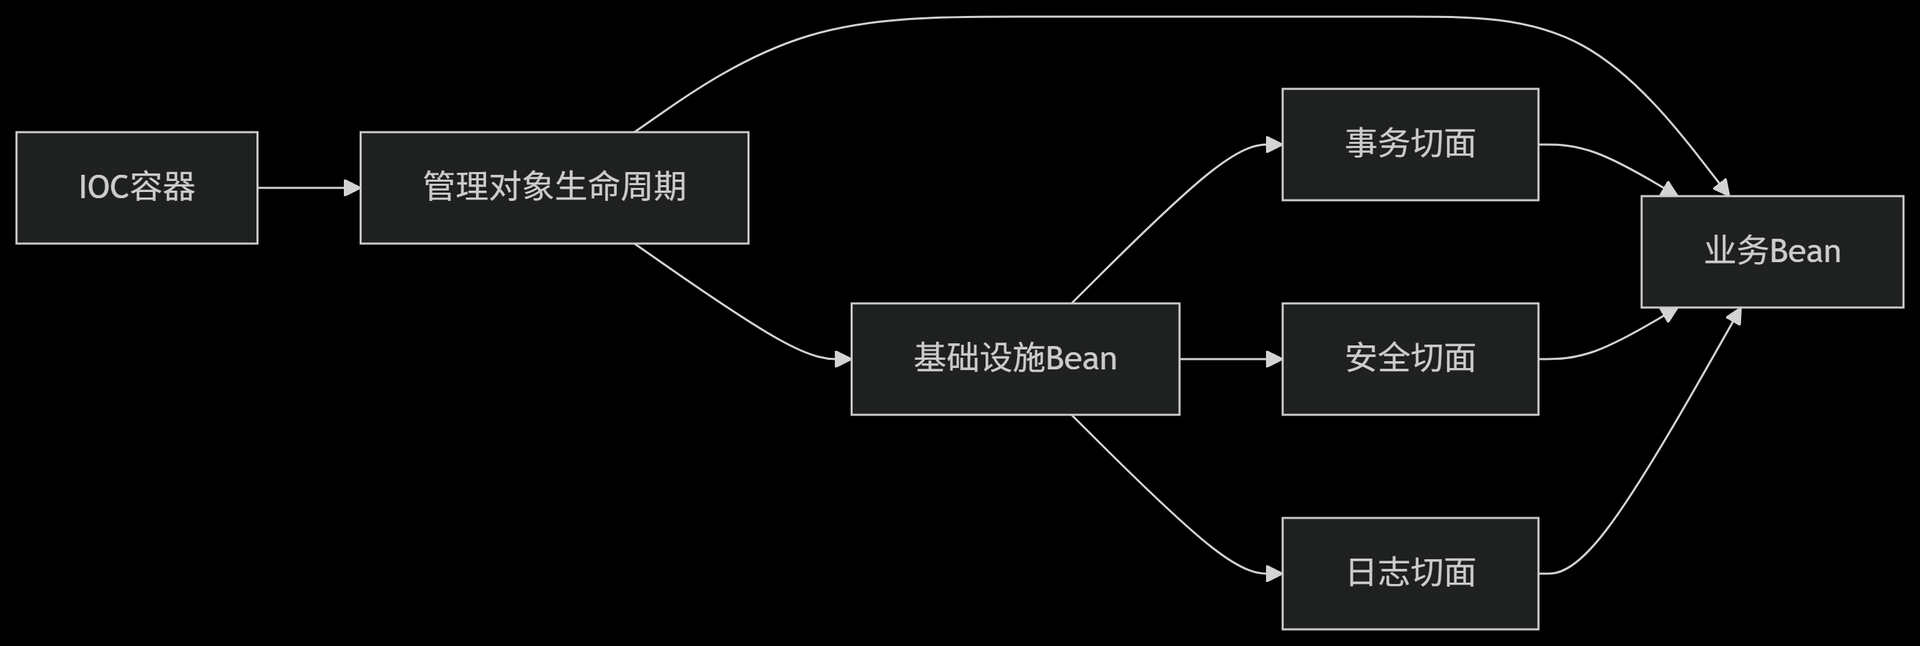 IOC容器
管理对象生命周期
基础设施Bean
事务切面
安全切面
日志切面
业务Bean